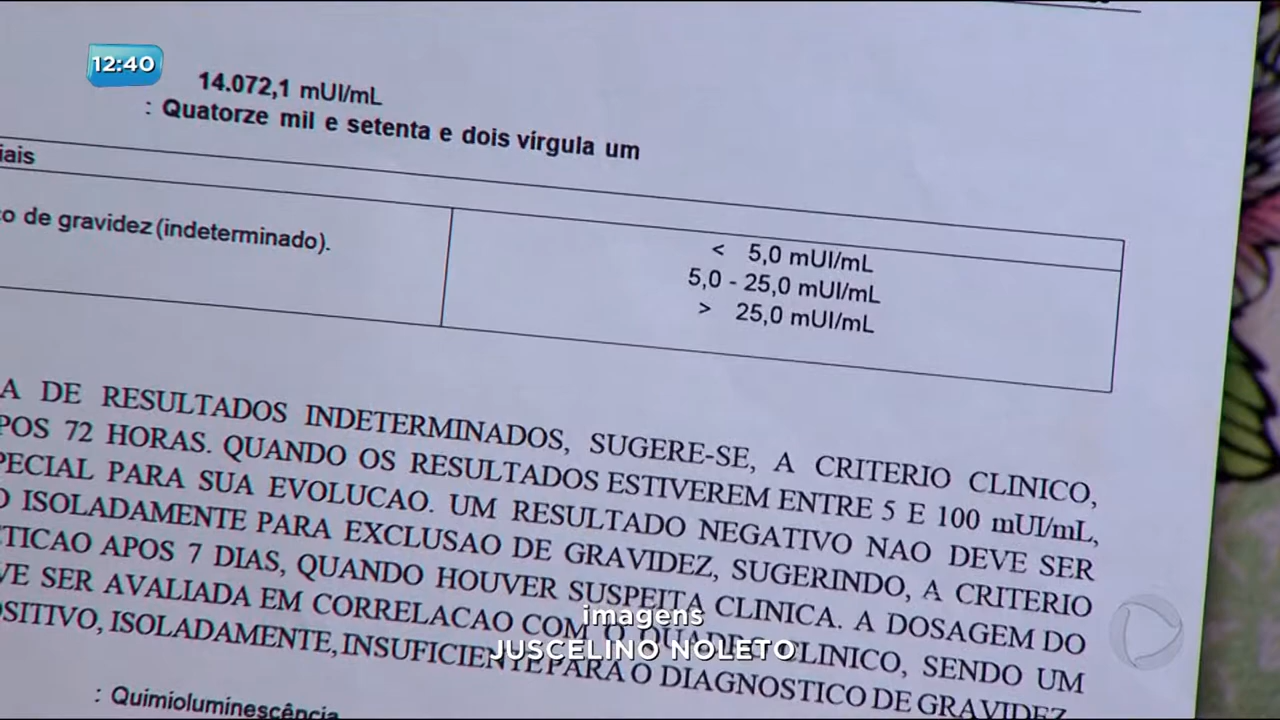 12:40
14.072,1 mUI/mL
: Quatorze mil e setenta e dois vírgula um
iais
co de gravidez (indeterminado).
< 5,0 mUI/mL
5,0 - 25,0 mUI/mL
> 25,0 mUI/mL
A DE RESULTADOS INDETERMINADOS, SUGERE-SE, A CRITERIO CLINICO,
POS 72 HORAS. QUANDO OS RESULTADOS ESTIVEREM ENTRE 5 E 100 mUI/mL,
PECIAL PARA SUA EVOLUCAO. UM RESULTADO NEGATIVO NAO DEVE SER
O ISOLADAMENTE PARA EXCLUSAO DE GRAVIDEZ, SUGERINDO, A CRITERIO
ETICAO APOS 7 DIAS, QUANDO HOUVER SUSPEITA CLINICA. A DOSAGEM DO
VE SER AVALIADA EM CORRELACAO COM O QUADRO CLINICO, SENDO UM
OSITIVO, ISOLADAMENTE, INSUFICIENTE PARA O DIAGNOSTICO DE GRAVIDEZ
: Quimioluminescência
imagens
JUSCELINO NOLETO